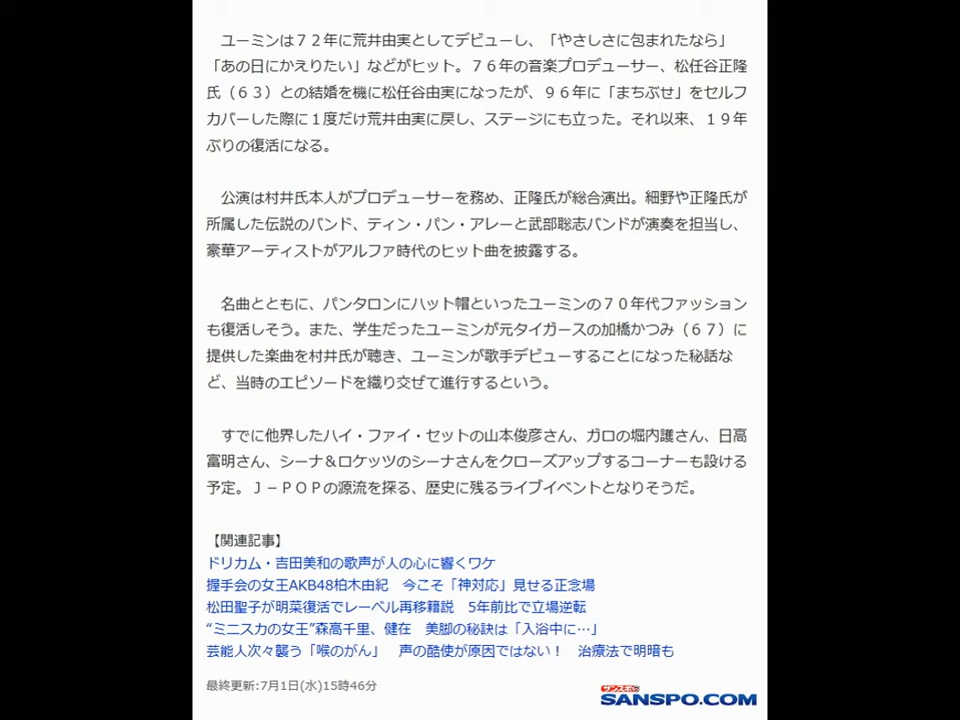 ユーミンは７２年に荒井由実としてデビューし、「やさしさに包まれたなら」
「あの日にかえりたい」などがヒット。７６年の音楽プロデューサー、松任谷正隆
氏（６３）との結婚を機に松任谷由実になったが、９６年に「まちぶせ」をセルフ
カバーした際に１度だけ荒井由実に戻し、ステージにも立った。それ以来、１９年
ぶりの復活になる。
公演は村井氏本人がプロデューサーを務め、正隆氏が総合演出。細野や正隆氏が
所属した伝説のバンド、ティン・パン・アレーと武部聡志バンドが演奏を担当し、
豪華アーティストがアルファ時代のヒット曲を披露する。
名曲とともに、パンタロンにハット帽といったユーミンの７０年代ファッション
も復活しそう。また、学生だったユーミンが元タイガースの加橋かつみ（６７）に
提供した楽曲を村井氏が聴き、ユーミンが歌手デビューすることになった秘話な
ど、当時のエピソードを織り交ぜて進行するという。
すでに他界したハイ・ファイ・セットの山本俊彦さん、ガロの堀内護さん、日高
富明さん、シーナ＆ロケッツのシーナさんをクローズアップするコーナーも設ける
予定。Ｊ－ＰＯＰの源流を探る、歴史に残るライブイベントとなりそうだ。
【関連記事】
ドリカム・吉田美和の歌声が人の心に響くワケ
握手会の女王AKB48柏木由紀　今こそ「神対応」見せる正念場
松田聖子が明菜復活でレーベル再移籍説　5年前比で立場逆転
“ミニスカの女王”森高千里、健在　美脚の秘訣は「入浴中に…」
芸能人次々襲う「喉のがん」　声の酷使が原因ではない！　治療法で明暗も
最終更新:7月1日(水)15時46分
サンスポ
SANSPO.COM